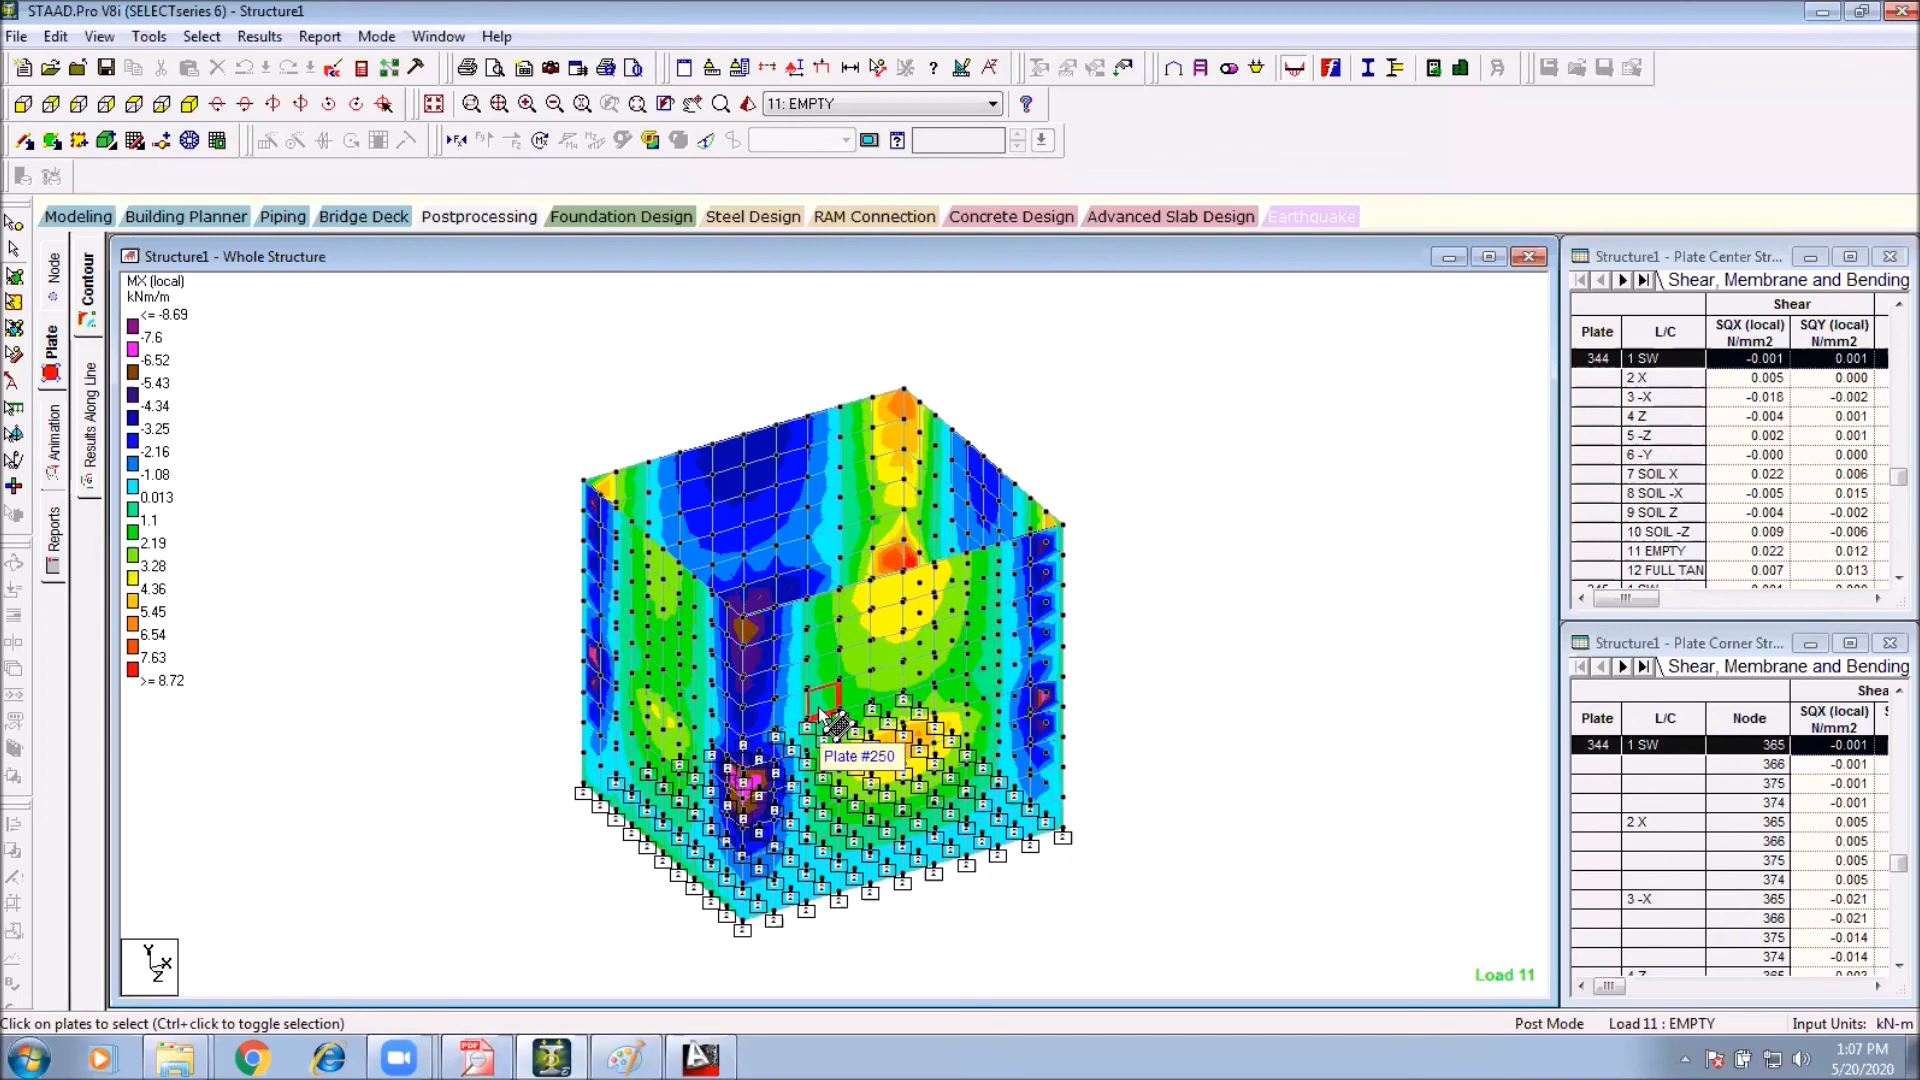 STAAD.Pro V8i (SELECTseries 6) - Structure1
File Edit View Tools Select Results Report Mode Window Help
11: EMPTY
Modeling Building Planner Piping Bridge Deck Postprocessing Foundation Design Steel Design RAM Connection Concrete Design Advanced Slab Design Earthquake
Node
Plate
Animation
Reports
Contour
Results Along Line
Structure1 - Whole Structure
MX (local)
kNm/m
<= -8.69
-7.6
-6.52
-5.43
-4.34
-3.25
-2.16
-1.08
0.013
1.1
2.19
3.28
4.36
5.45
6.54
7.63
>= 8.72
Plate #250
Y
X
Z
Load 11
Structure1 - Plate Center Str...
Shear, Membrane and Bending
Shear
Plate L/C SQX (local) N/mm2 SQY (local) N/mm2
344 1 SW -0.001 0.001
2 X 0.005 0.000
3 -X -0.018 -0.002
4 Z -0.004 0.001
5 -Z 0.002 0.001
6 -Y -0.000 0.000
7 SOIL X 0.022 0.006
8 SOIL -X -0.005 0.015
9 SOIL Z -0.004 -0.002
10 SOIL -Z 0.009 -0.006
11 EMPTY 0.022 0.012
12 FULL TAN 0.007 0.013
Structure1 - Plate Corner Str...
Shear, Membrane and Bending
Shea
Plate L/C Node SQX (local) N/mm2
344 1 SW 365 -0.001
366 -0.001
375 -0.001
374 -0.001
2 X 365 0.005
366 0.005
375 0.005
374 0.005
3 -X 365 -0.021
366 -0.021
375 -0.014
374 -0.014
Click on plates to select (Ctrl+click to toggle selection)
Post Mode Load 11 : EMPTY Input Units: kN-m
1:07 PM
5/20/2020